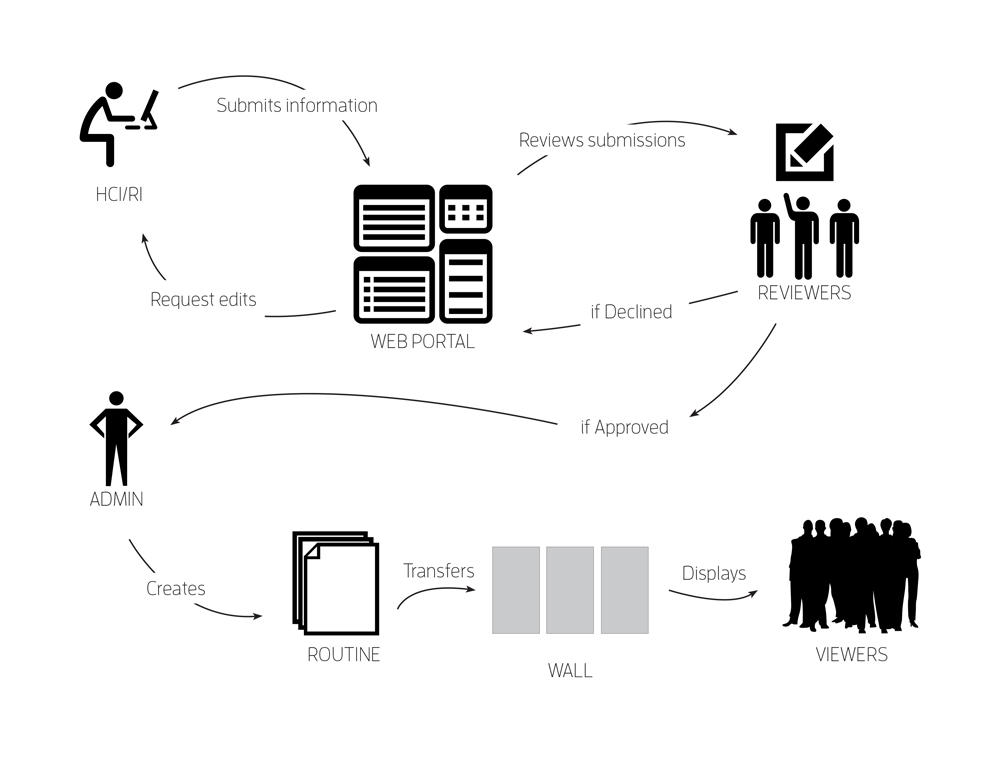 Submits information
Reviews submissions
HCI/RI
REVIEWERS
Request edits
if Declined
WEB PORTAL
if Approved
ADMIN
Creates
Transfers
Displays
ROUTINE
WALL
VIEWERS